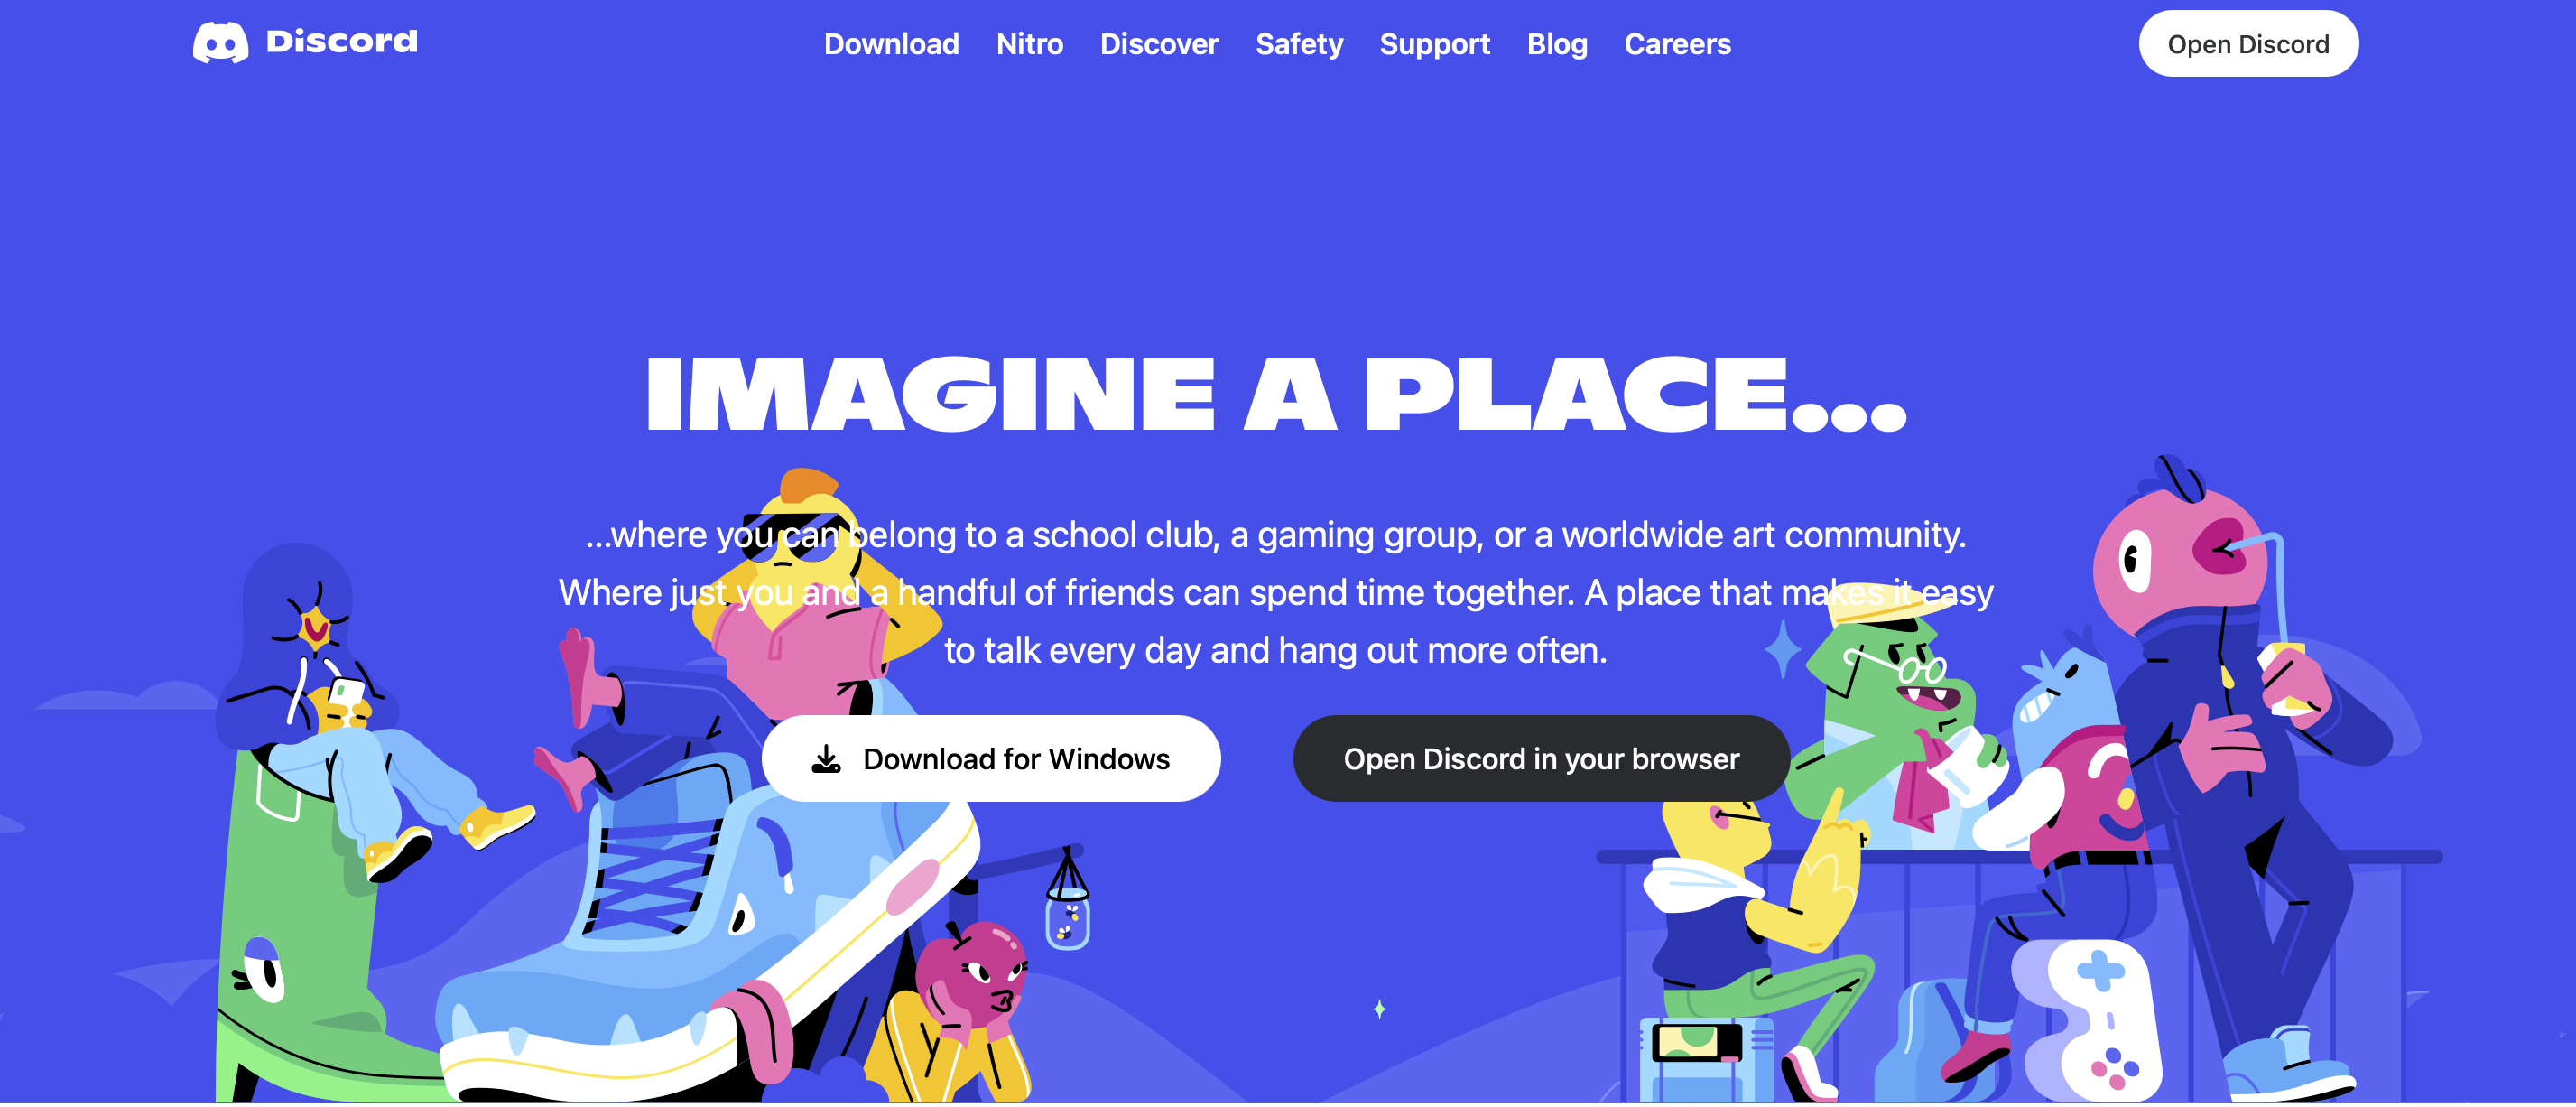 Discord
Download Nitro Discover Safety Support Blog Careers
Open Discord
IMAGINE A PLACE...
...where you can belong to a school club, a gaming group, or a worldwide art community.
Where just you and a handful of friends can spend time together. A place that makes it easy
to talk every day and hang out more often.
Download for Windows
Open Discord in your browser